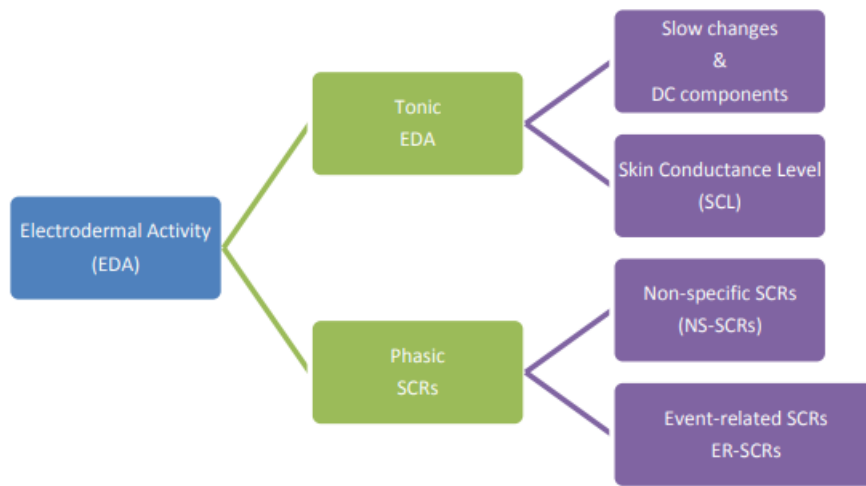 Electrodermal Activity
(EDA)
Tonic
EDA
Slow changes
&
DC components
Skin Conductance Level
(SCL)
Phasic
SCRs
Non-specific SCRs
(NS-SCRs)
Event-related SCRs
ER-SCRs